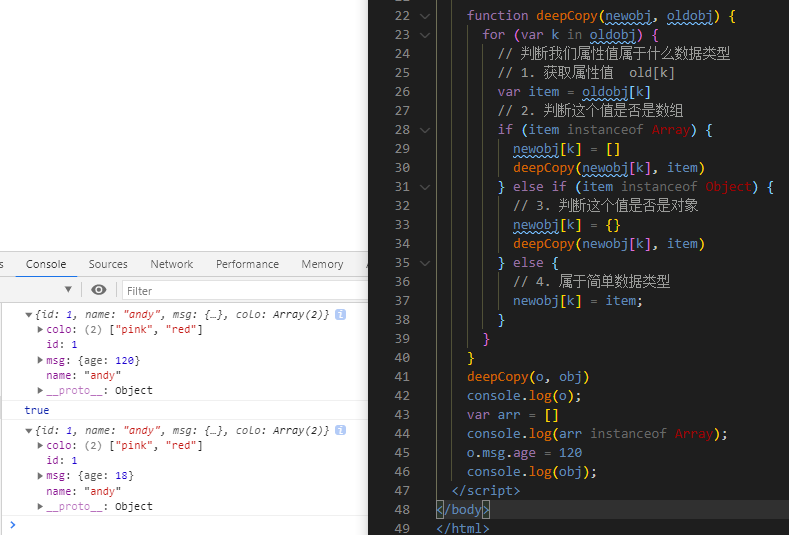 s Console Sources Network Performance Memory
Filter
{id: 1, name: "andy", msg: {…}, colo: Array(2)} i
colo: (2) ["pink", "red"]
id: 1
msg: {age: 120}
name: "andy"
__proto__: Object
true
{id: 1, name: "andy", msg: {…}, colo: Array(2)} i
colo: (2) ["pink", "red"]
id: 1
msg: {age: 18}
name: "andy"
__proto__: Object
22 function deepCopy(newobj, oldobj) {
23 for (var k in oldobj) {
24 // 判断我们属性值属于什么数据类型
25 // 1. 获取属性值 old[k]
26 var item = oldobj[k]
27 // 2. 判断这个值是否是数组
28 if (item instanceof Array) {
29 newobj[k] = []
30 deepCopy(newobj[k], item)
31 } else if (item instanceof Object) {
32 // 3. 判断这个值是否是对象
33 newobj[k] = {}
34 deepCopy(newobj[k], item)
35 } else {
36 // 4. 属于简单数据类型
37 newobj[k] = item;
38 }
39 }
40 }
41 deepCopy(o, obj)
42 console.log(o);
43 var arr = []
44 console.log(arr instanceof Array);
45 o.msg.age = 120
46 console.log(obj);
47 </script>
48 </body>
49 </html>